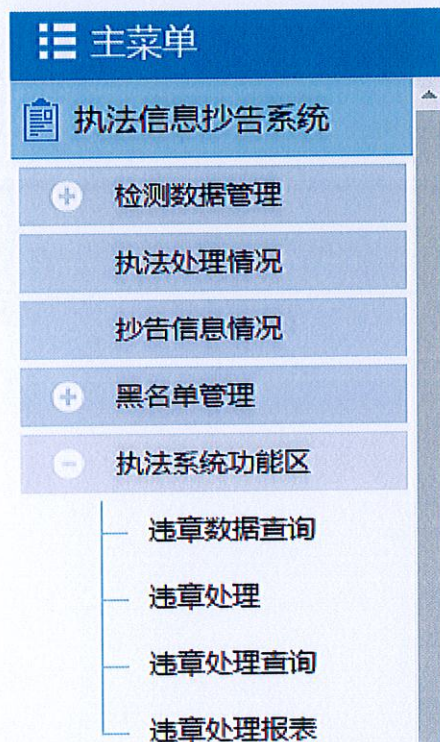 主菜单
执法信息抄告系统
检测数据管理
执法处理情况
抄告信息情况
黑名单管理
执法系统功能区
违章数据查询
违章处理
违章处理查询
违章处理报表